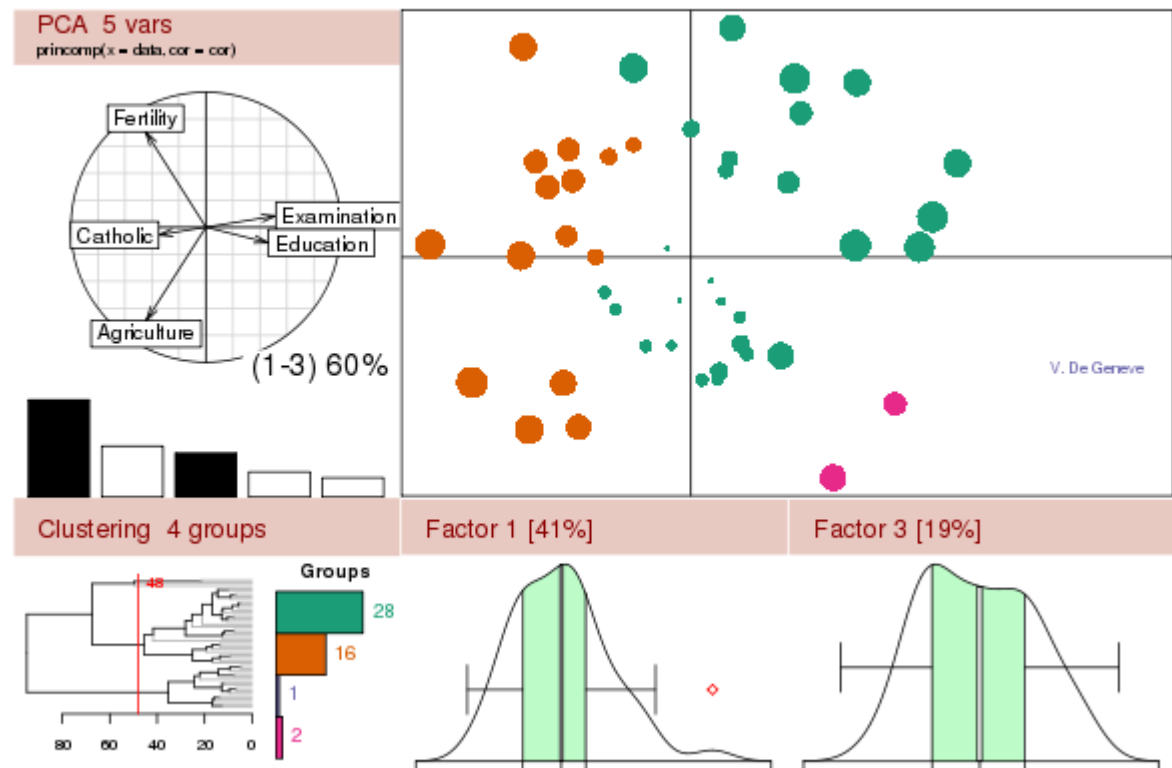 PCA 5 vars
princomp(x = data, cor = cor)
Fertility
Examination
Catholic
Education
Agriculture
(1-3) 60%
V. De Geneve
Clustering 4 groups
Factor 1 [41%]
Factor 3 [19%]
Groups
48
28
16
1
2
80 60 40 20 0